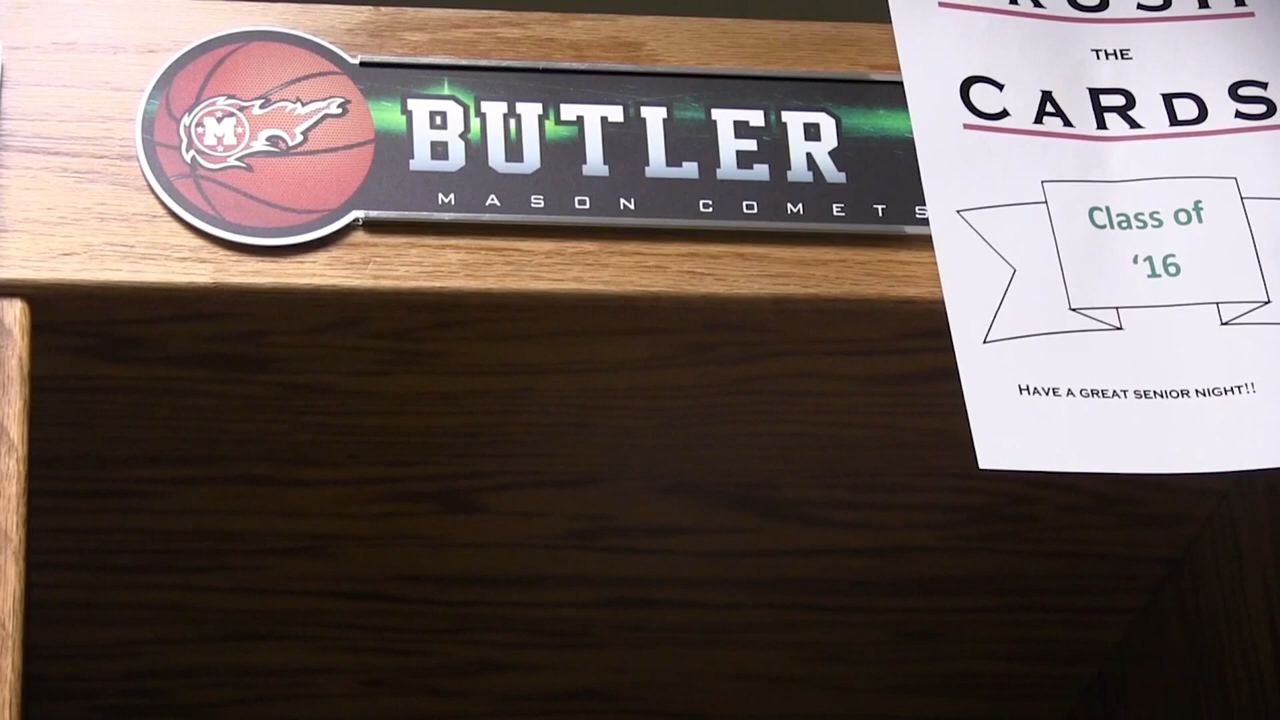 M
BUTLER
MASON COMETS
THE
CARDS
Class of
‘16
HAVE A GREAT SENIOR NIGHT!!